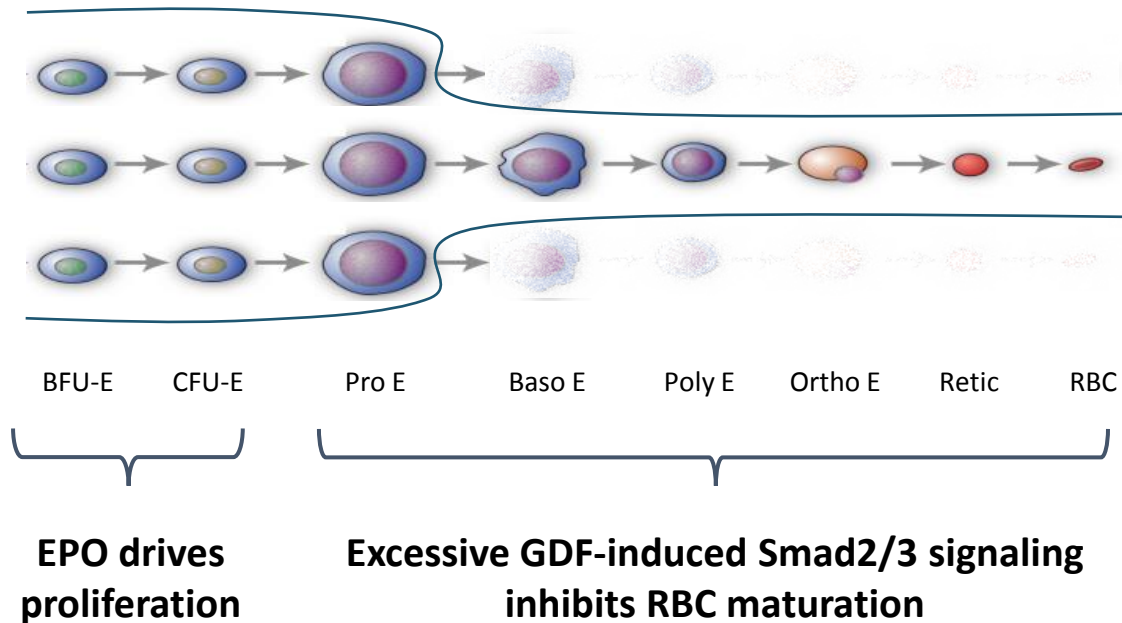 BFU-E CFU-E Pro E Baso E Poly E Ortho E Retic RBC
EPO drives
proliferation
Excessive GDF-induced Smad2/3 signaling
inhibits RBC maturation